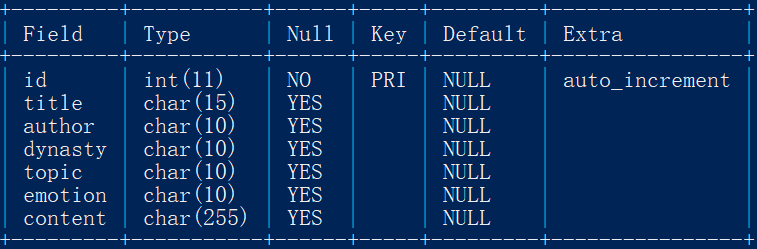 Field Type Null Key Default Extra
id int(11) NO PRI NULL auto_increment
title char(15) YES NULL
author char(10) YES NULL
dynasty char(10) YES NULL
topic char(10) YES NULL
emotion char(10) YES NULL
content char(255) YES NULL